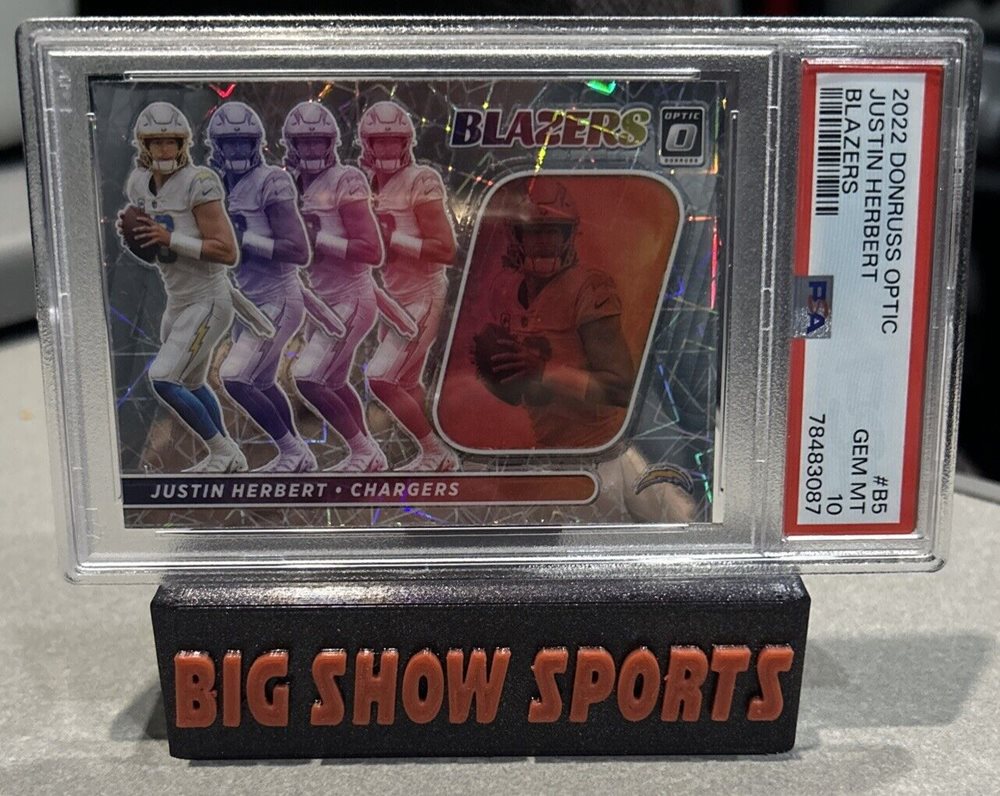 BLAZERS
OPTIC
DONRUSS
JUSTIN HERBERT • CHARGERS
2022 DONRUSS OPTIC
JUSTIN HERBERT
BLAZERS
#B5
GEM MT
10
78483087
PSA
BIG SHOW SPORTS